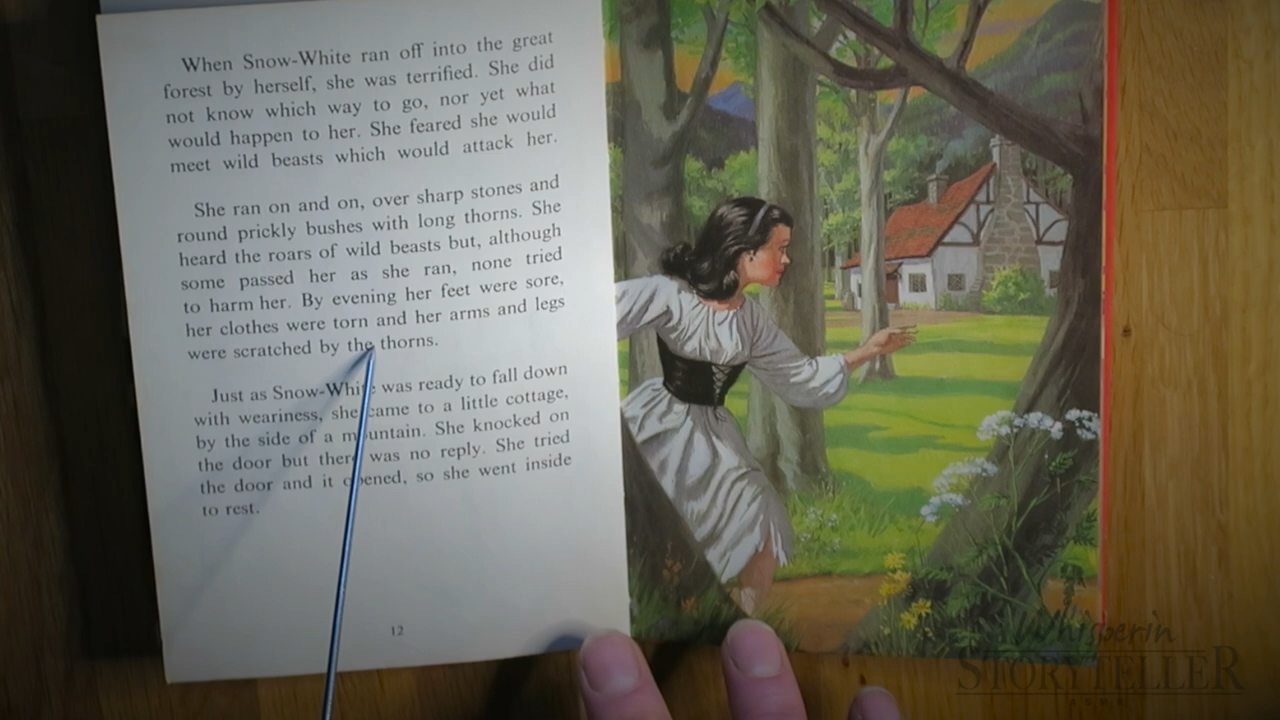 When Snow-White ran off into the great
forest by herself, she was terrified. She did
not know which way to go, nor yet what
would happen to her. She feared she would
meet wild beasts which would attack her.
She ran on and on, over sharp stones and
round prickly bushes with long thorns. She
heard the roars of wild beasts but, although
some passed her as she ran, none tried
to harm her. By evening her feet were sore,
her clothes were torn and her arms and legs
were scratched by the thorns.
Just as Snow-White was ready to fall down
with weariness, she came to a little cottage,
by the side of a mountain. She knocked on
the door but there was no reply. She tried
the door and it opened, so she went inside
to rest.
12
Whisperin
STORYTELLER
ASMR